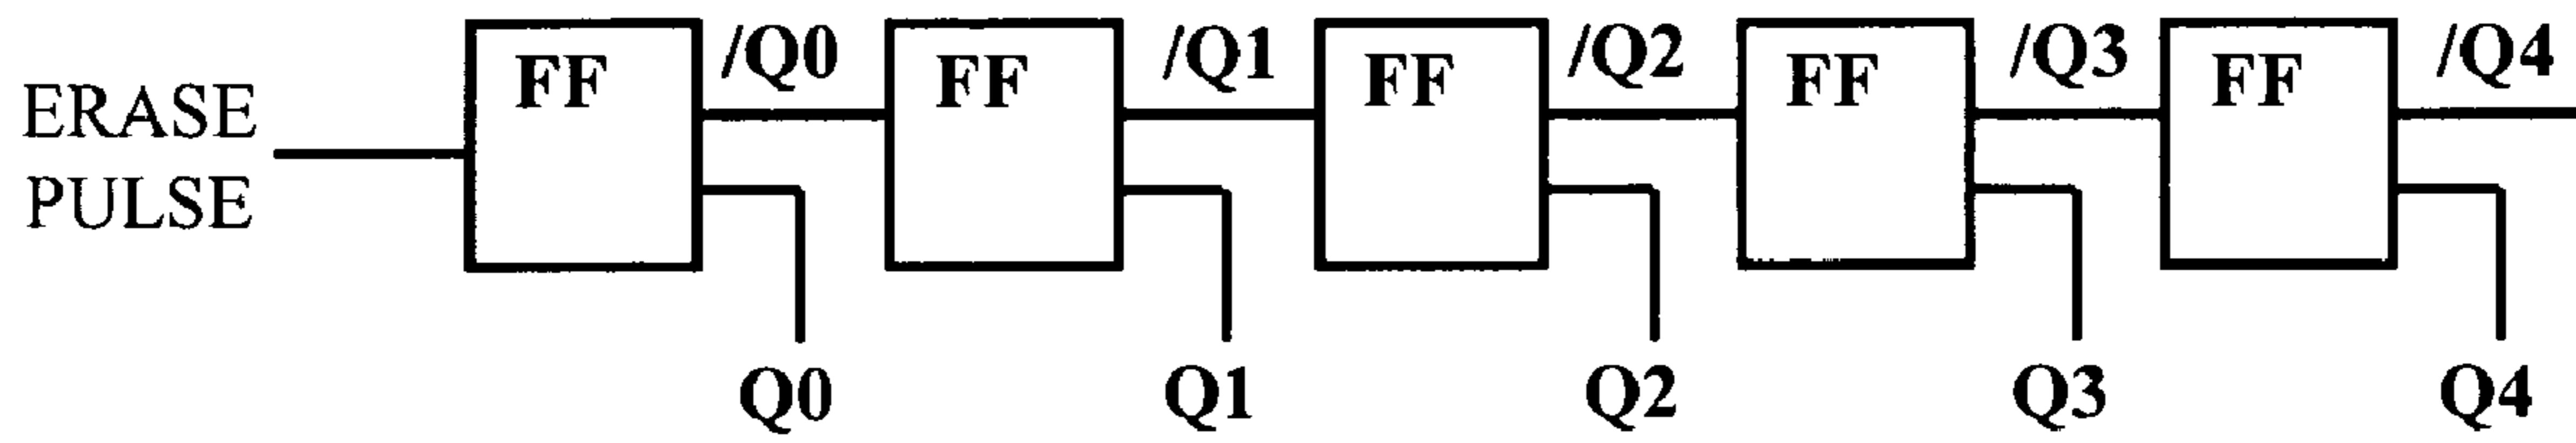 FF /Q0 FF /Q1 FF /Q2 FF /Q3 FF /Q4
ERASE
PULSE
Q0 Q1 Q2 Q3 Q4